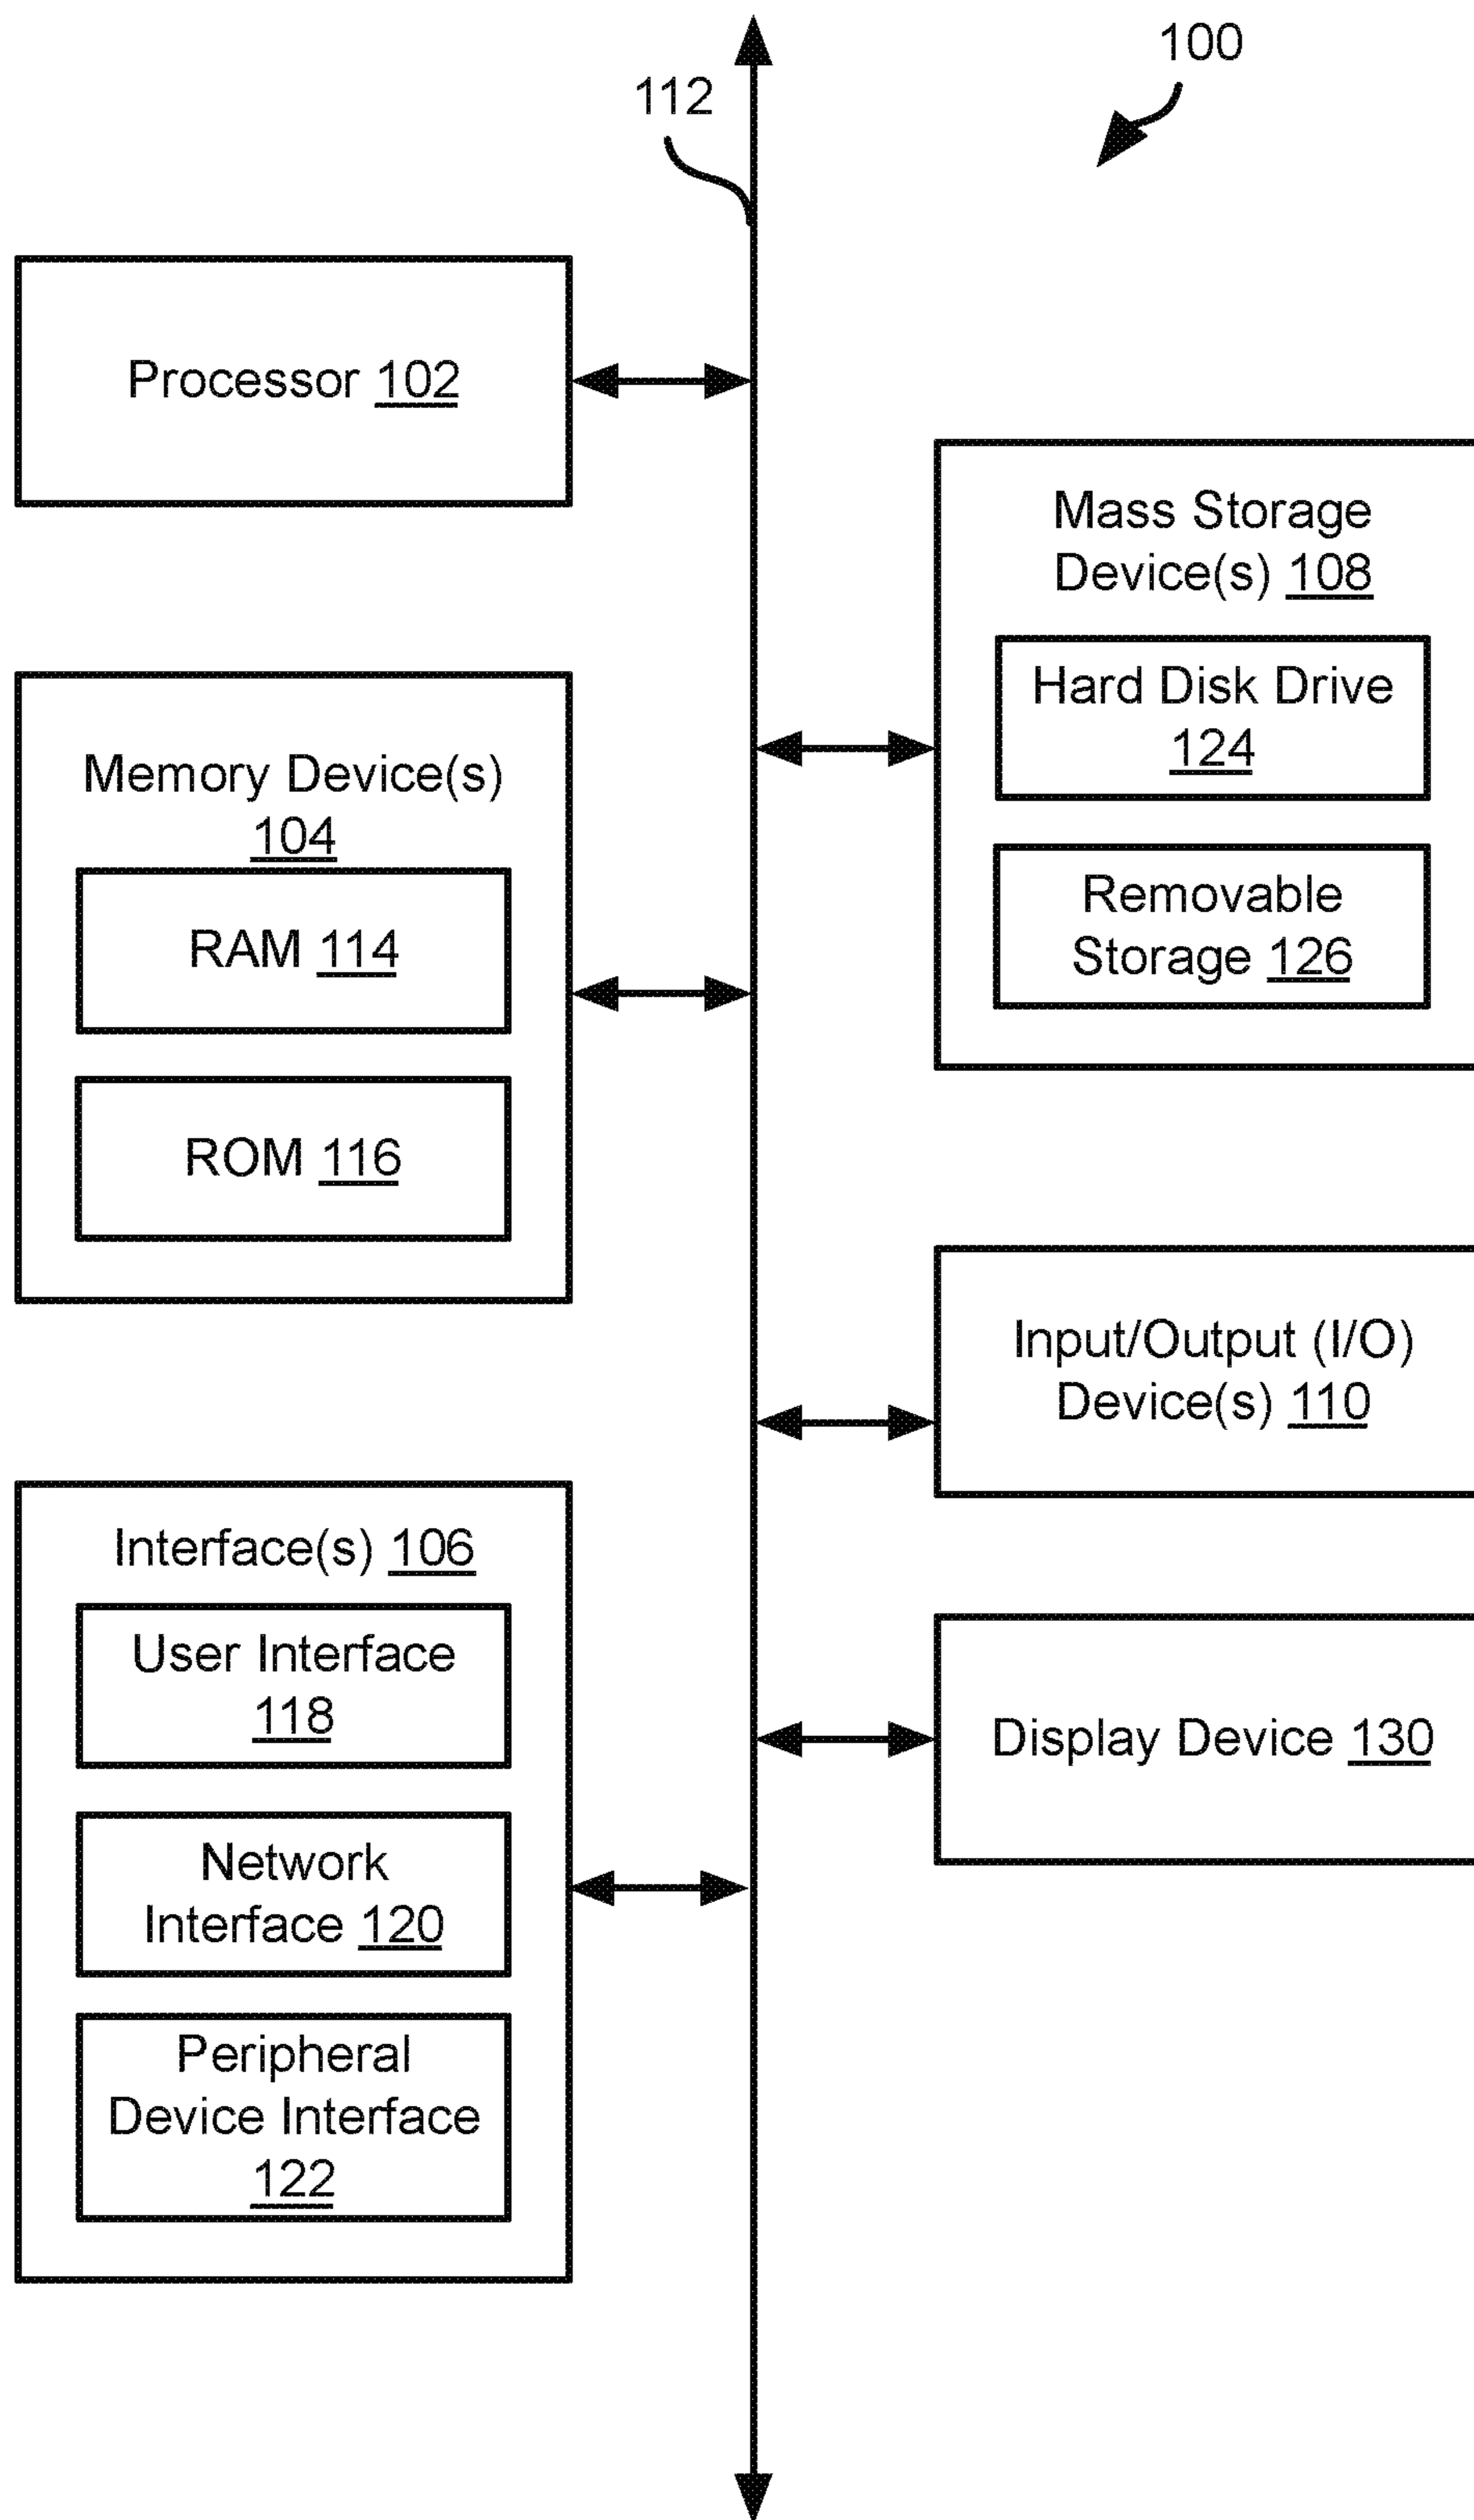 100
112
Processor 102
Mass Storage
Device(s) 108
Hard Disk Drive
124
Removable
Storage 126
Memory Device(s)
104
RAM 114
ROM 116
Input/Output (I/O)
Device(s) 110
Interface(s) 106
User Interface
118
Network
Interface 120
Peripheral
Device Interface
122
Display Device 130